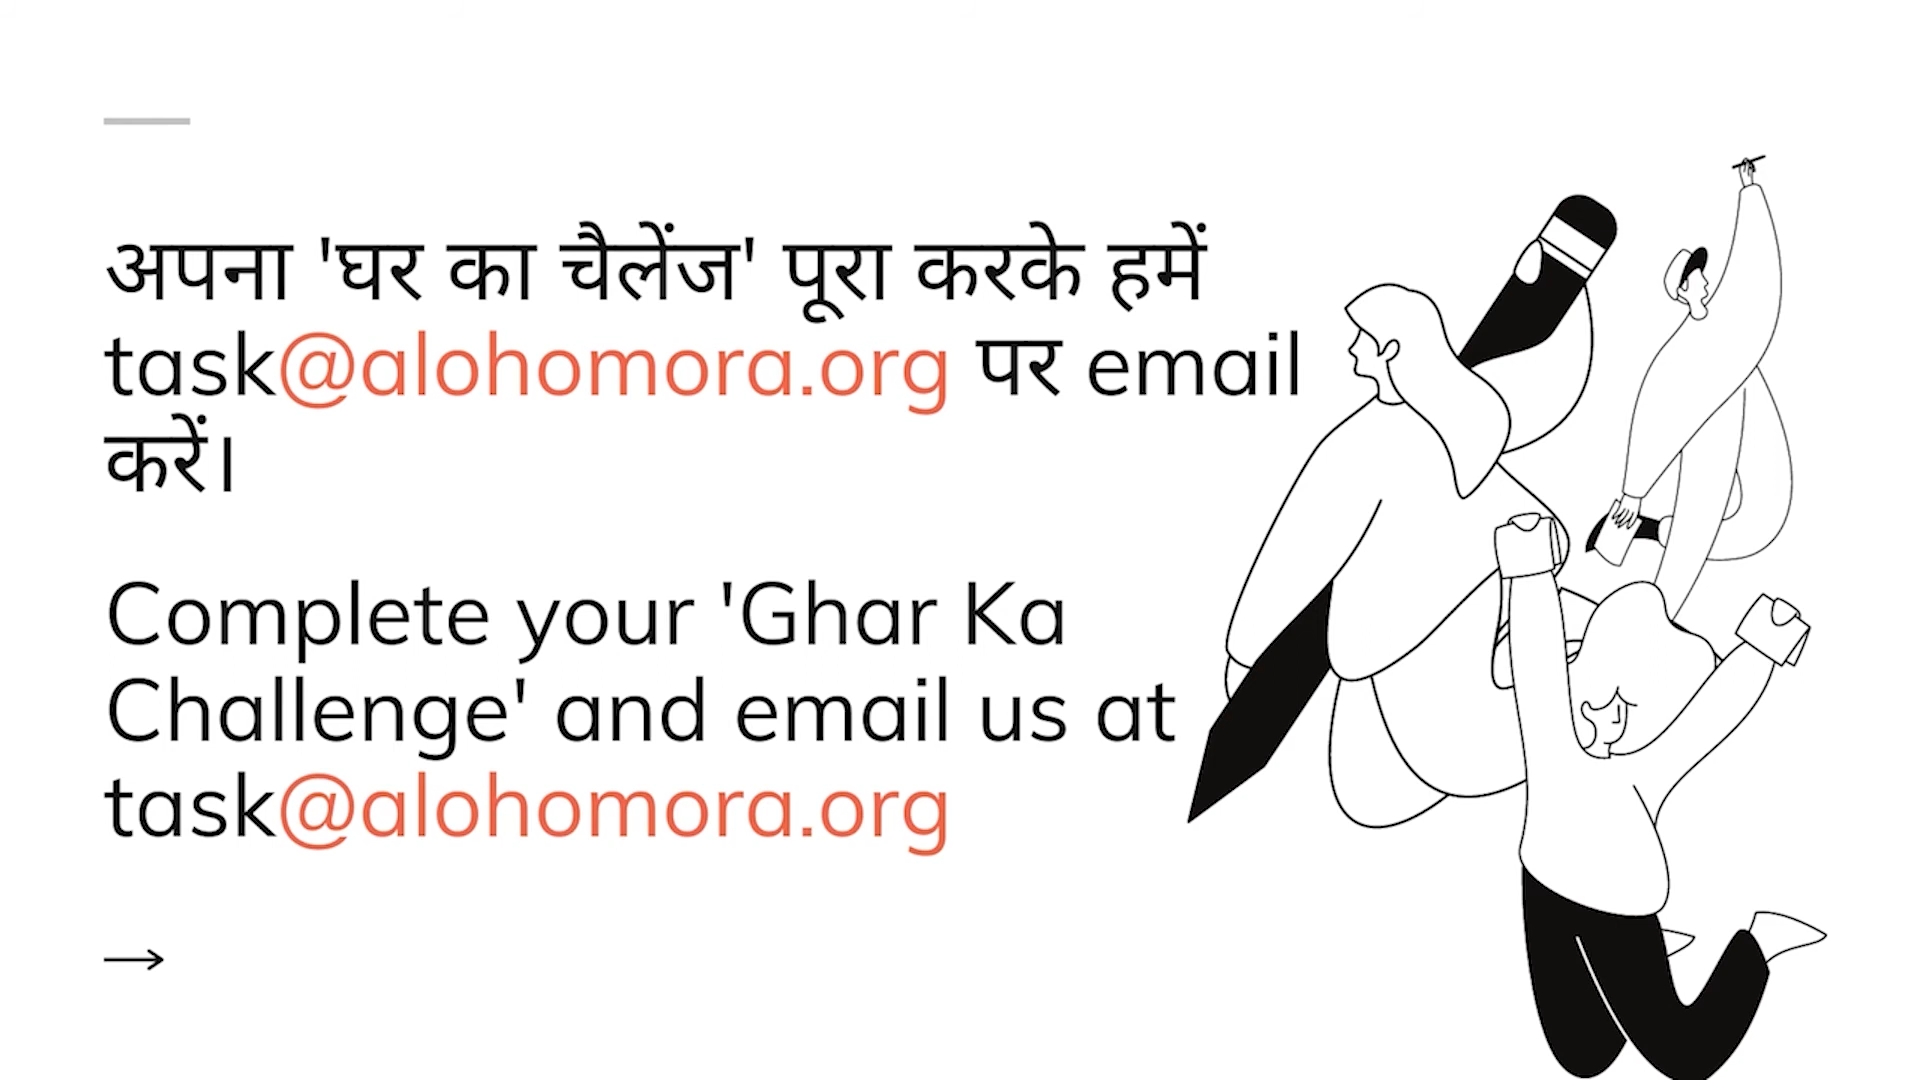 अपना 'घर का चैलेंज' पूरा करके हमें
task@alohomora.org पर email
करें।
Complete your 'Ghar Ka
Challenge' and email us at
task@alohomora.org